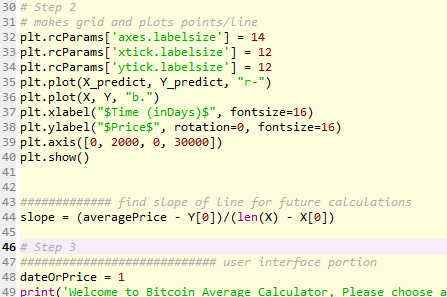 30 # Step 2
31 # makes grid and plots points/line
32 plt.rcParams['axes.labelsize'] = 14
33 plt.rcParams['xtick.labelsize'] = 12
34 plt.rcParams['ytick.labelsize'] = 12
35 plt.plot(X_predict, Y_predict, "r-")
36 plt.plot(X, Y, "b.")
37 plt.xlabel("$Time (inDays)$", fontsize=16)
38 plt.ylabel("$Price$", rotation=0, fontsize=16)
39 plt.axis([0, 2000, 0, 30000])
40 plt.show()
41
42
43 ############# find slope of line for future calculations
44 slope = (averagePrice - Y[0])/(len(X) - X[0])
45
46 # Step 3
47 ########################### user interface portion
48 dateOrPrice = 1
49 print('Welcome to Bitcoin Average Calculator, Please choose